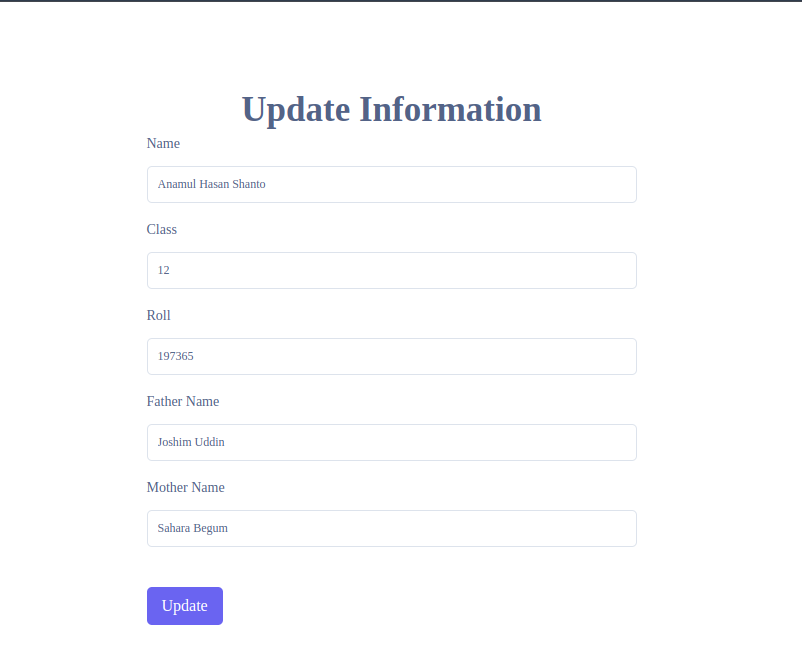 Update Information
Name
Anamul Hasan Shanto
Class
12
Roll
197365
Father Name
Joshim Uddin
Mother Name
Sahara Begum
Update